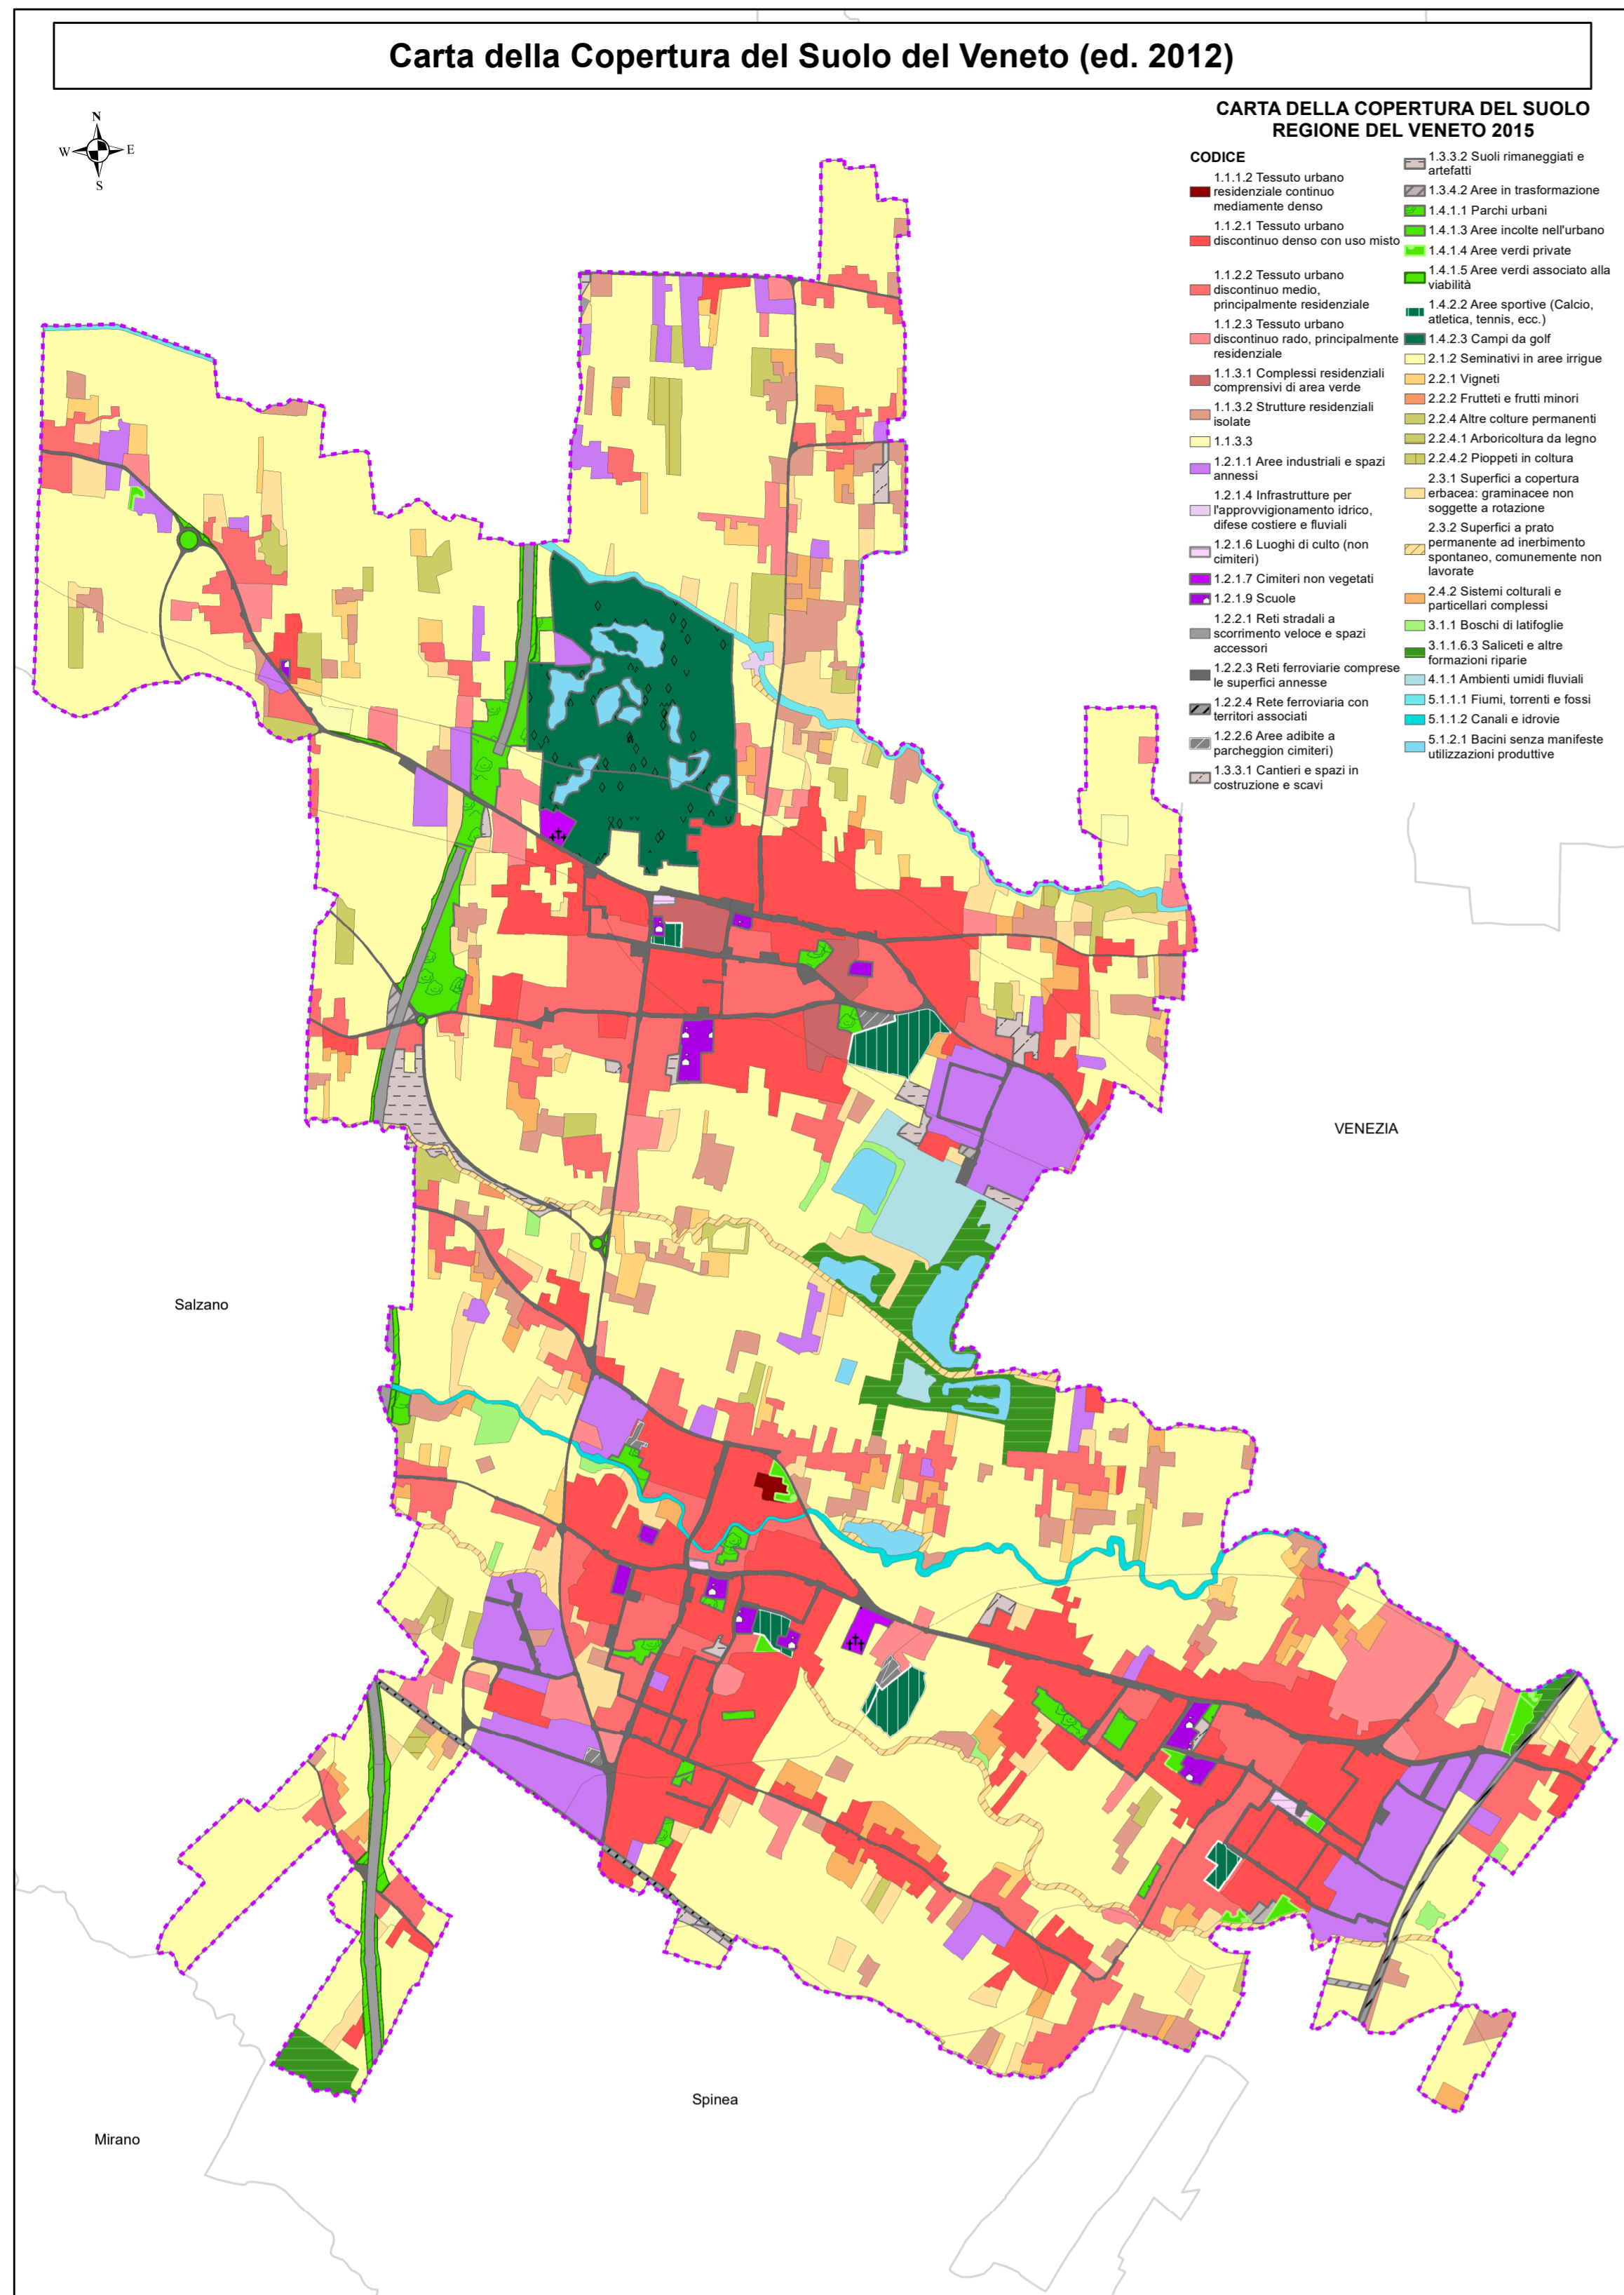 Carta della Copertura del Suolo del Veneto (ed. 2012)
N
W
E
S
CARTA DELLA COPERTURA DEL SUOLO
REGIONE DEL VENETO 2015
CODICE
1.1.1.2 Tessuto urbano
residenziale continuo
mediamente denso
1.1.2.1 Tessuto urbano
discontinuo denso con uso misto
1.1.2.2 Tessuto urbano
discontinuo medio,
principalmente residenziale
1.1.2.3 Tessuto urbano
discontinuo rado, principalmente
residenziale
1.1.3.1 Complessi residenziali
comprensivi di area verde
1.1.3.2 Strutture residenziali
isolate
1.1.3.3
1.2.1.1 Aree industriali e spazi
annessi
1.2.1.4 Infrastrutture per
l'approvvigionamento idrico,
difese costiere e fluviali
1.2.1.6 Luoghi di culto (non
cimiteri)
1.2.1.7 Cimiteri non vegetati
1.2.1.9 Scuole
1.2.2.1 Reti stradali a
scorrimento veloce e spazi
accessori
1.2.2.3 Reti ferroviarie comprese
le superfici annesse
1.2.2.4 Rete ferroviaria con
territori associati
1.2.2.6 Aree adibite a
parcheggion cimiteri)
1.3.3.1 Cantieri e spazi in
costruzione e scavi
1.3.3.2 Suoli rimaneggiati e
artefatti
1.3.4.2 Aree in trasformazione
1.4.1.1 Parchi urbani
1.4.1.3 Aree incolte nell'urbano
1.4.1.4 Aree verdi private
1.4.1.5 Aree verdi associato alla
viabilità
1.4.2.2 Aree sportive (Calcio,
atletica, tennis, ecc.)
1.4.2.3 Campi da golf
2.1.2 Seminativi in aree irrigue
2.2.1 Vigneti
2.2.2 Frutteti e frutti minori
2.2.4 Altre colture permanenti
2.2.4.1 Arboricoltura da legno
2.2.4.2 Pioppeti in coltura
2.3.1 Superfici a copertura
erbacea: graminacee non
soggette a rotazione
2.3.2 Superfici a prato
permanente ad inerbimento
spontaneo, comunemente non
lavorate
2.4.2 Sistemi colturali e
particellari complessi
3.1.1 Boschi di latifoglie
3.1.1.6.3 Saliceti e altre
formazioni riparie
4.1.1 Ambienti umidi fluviali
5.1.1.1 Fiumi, torrenti e fossi
5.1.1.2 Canali e idrovie
5.1.2.1 Bacini senza manifeste
utilizzazioni produttive
VENEZIA
Salzano
Spinea
Mirano